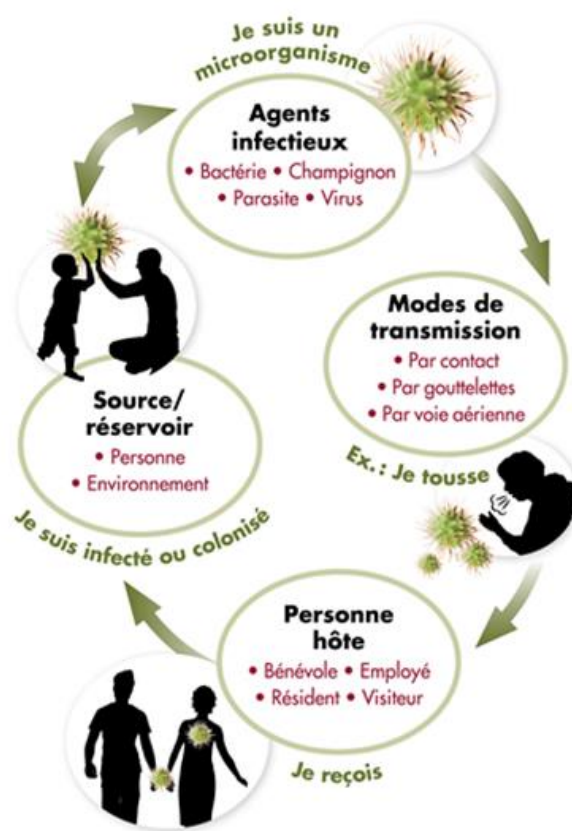 Je suis un
microorganisme
Agents
infectieux
• Bactérie • Champignon
• Parasite • Virus
Modes de
transmission
• Par contact
• Par gouttelettes
• Par voie aérienne
Ex.: Je tousse
Source/
réservoir
• Personne
• Environnement
Je suis infecté ou colonisé
Personne
hôte
• Bénévole • Employé
• Résident • Visiteur
Je reçois